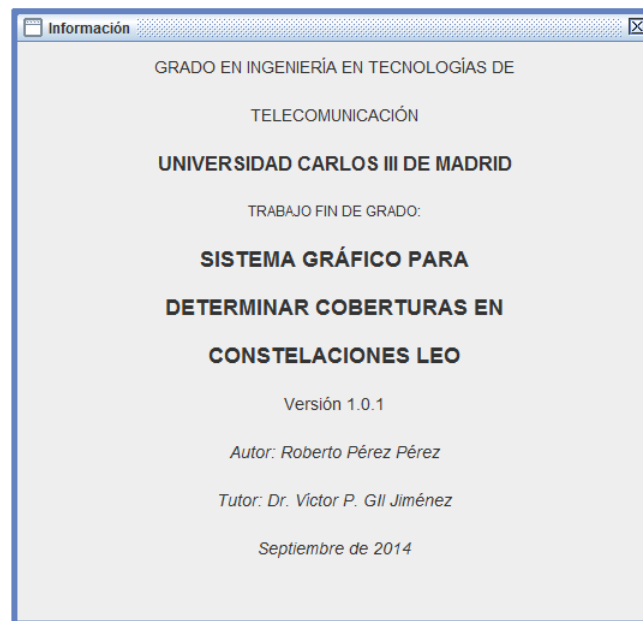 Información
GRADO EN INGENIERÍA EN TECNOLOGÍAS DE
TELECOMUNICACIÓN
UNIVERSIDAD CARLOS III DE MADRID
TRABAJO FIN DE GRADO:
SISTEMA GRÁFICO PARA
DETERMINAR COBERTURAS EN
CONSTELACIONES LEO
Versión 1.0.1
Autor: Roberto Pérez Pérez
Tutor: Dr. Victor P. GIl Jiménez
Septiembre de 2014